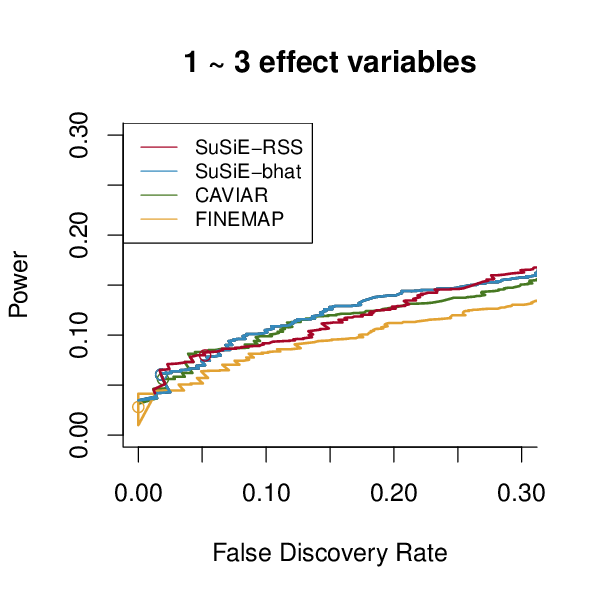 1 ~ 3 effect variables
SuSiE−RSS
SuSiE−bhat
CAVIAR
FINEMAP
Power
0.30
0.20
0.10
0.00
0.00 0.10 0.20 0.30
False Discovery Rate